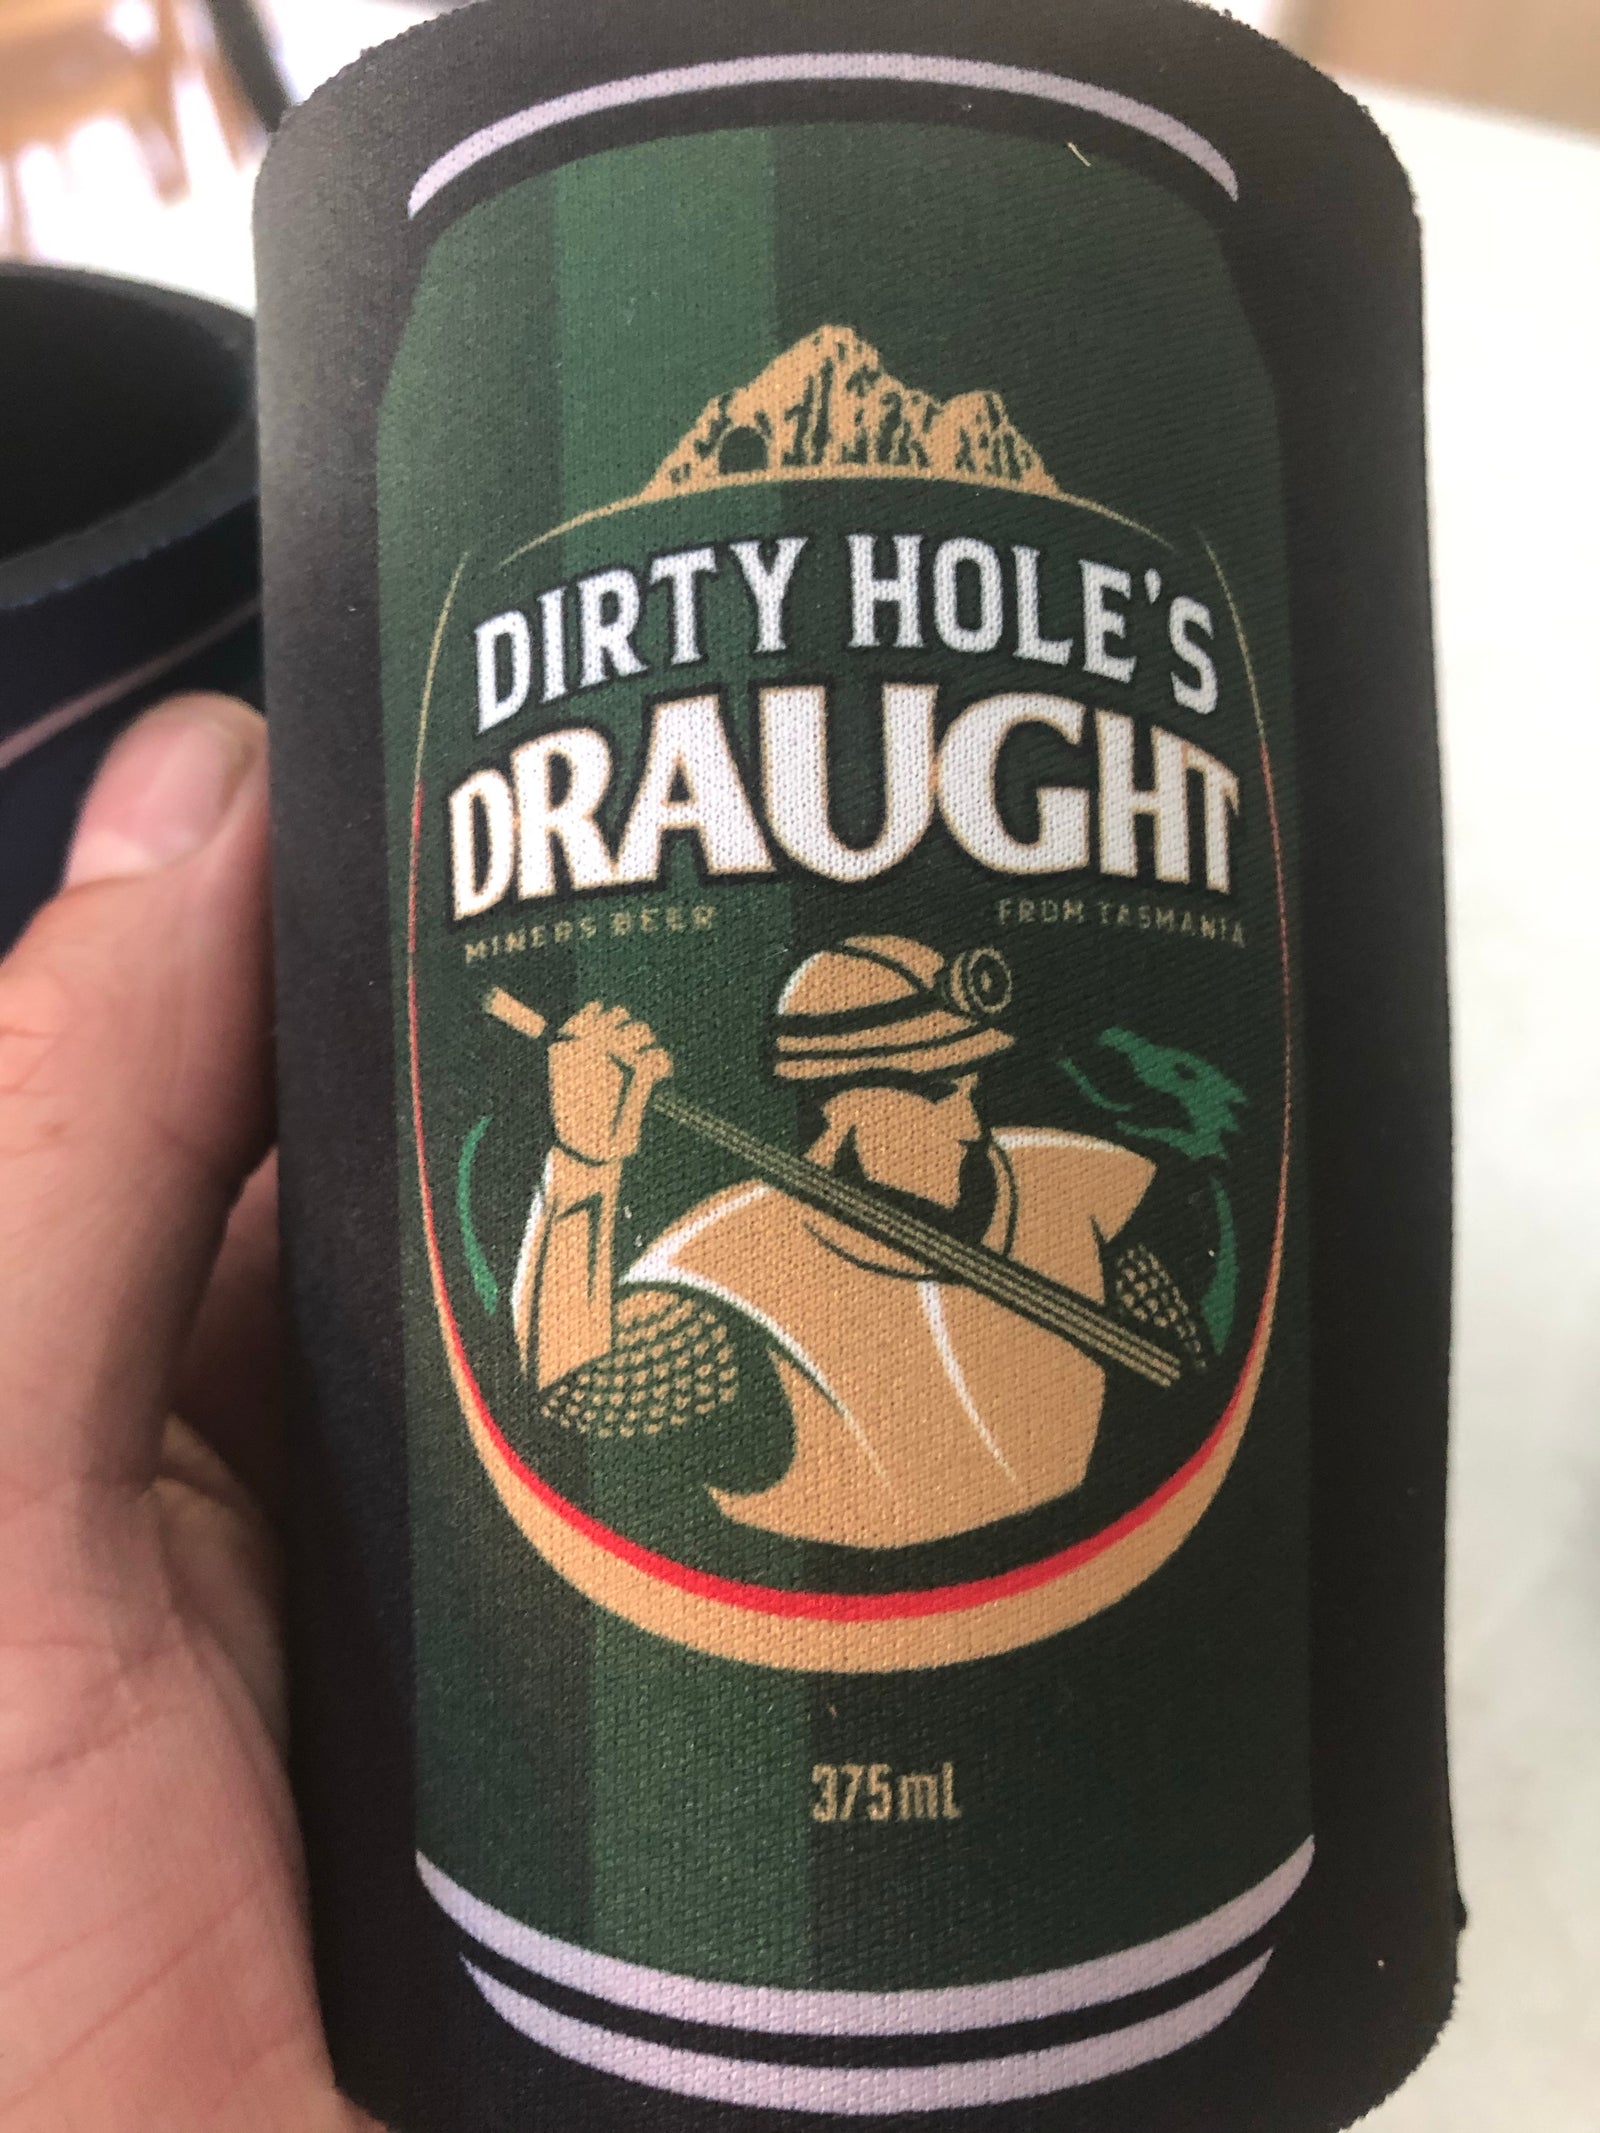 DIRTY HOLE'S
DRAUGHT
MINERS BEER FROM TASMANIA
375mL